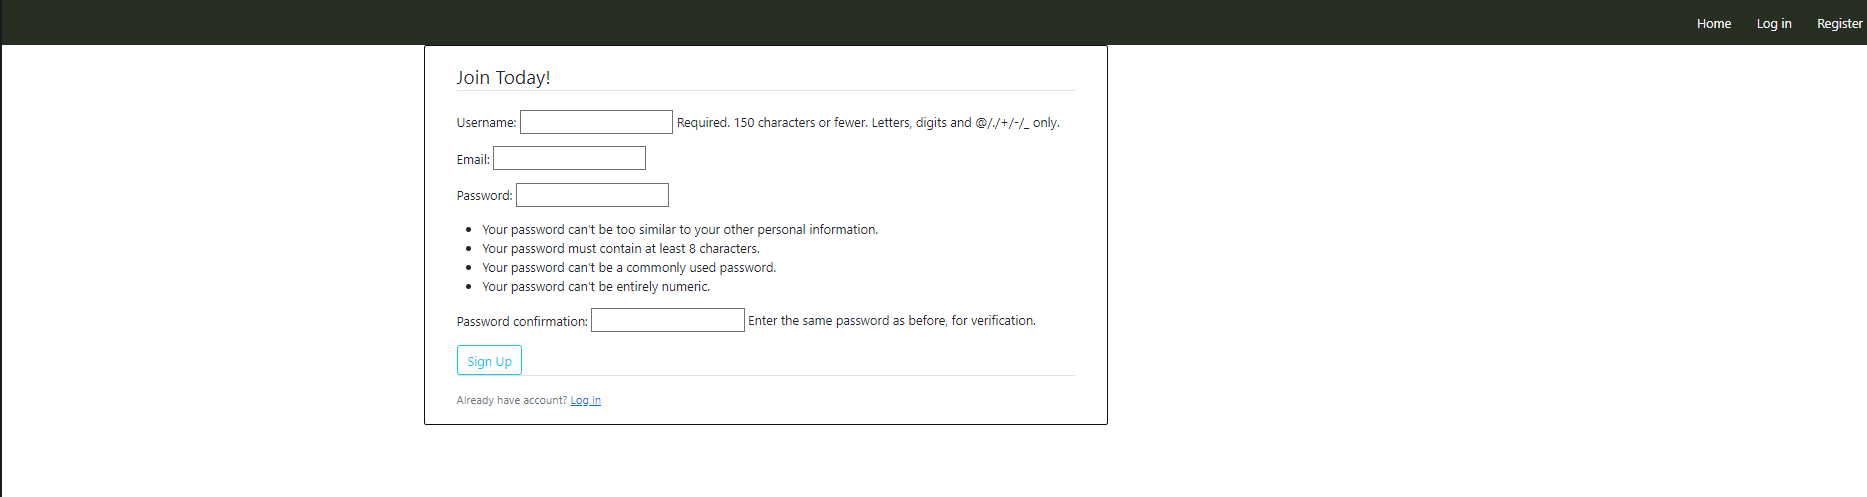 Home Log in Register
Join Today!
Username: Required. 150 characters or fewer. Letters, digits and @/./+/-/_ only.
Email:
Password:
Your password can't be too similar to your other personal information.
Your password must contain at least 8 characters.
Your password can't be a commonly used password.
Your password can't be entirely numeric.
Password confirmation: Enter the same password as before, for verification.
Sign Up
Already have account? Log in